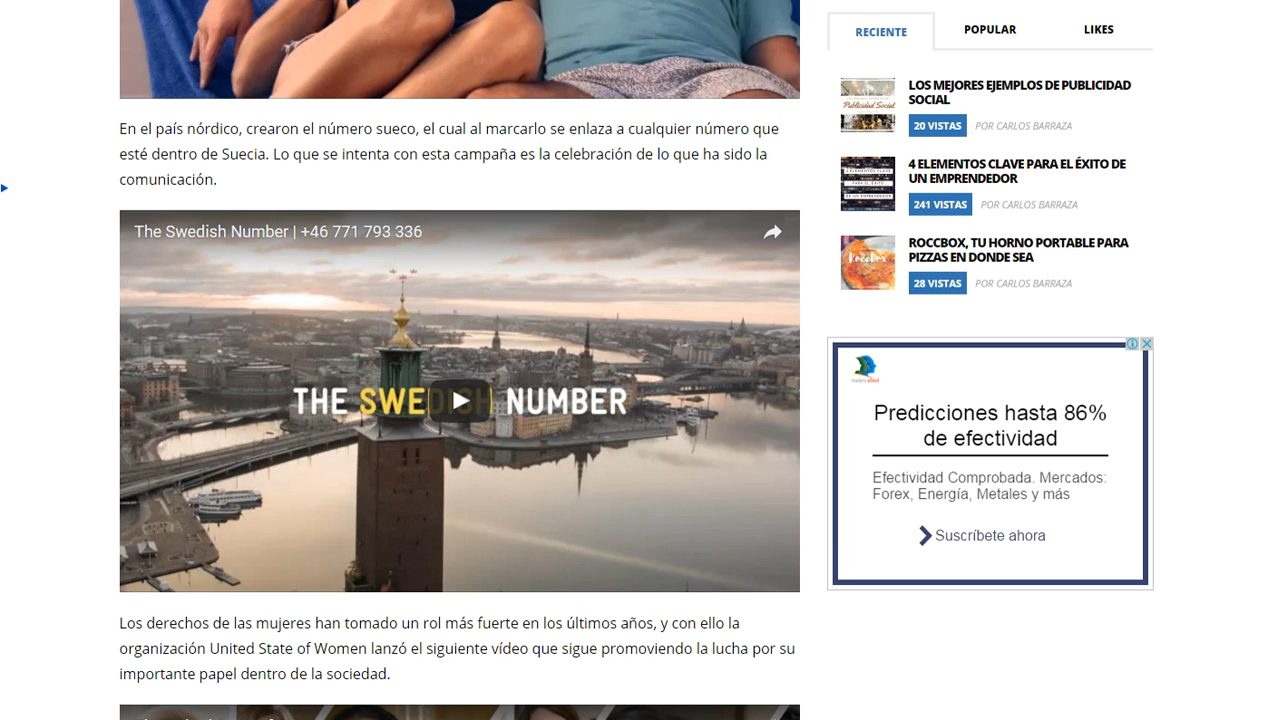 En el país nórdico, crearon el número sueco, el cual al marcarlo se enlaza a cualquier número que
esté dentro de Suecia. Lo que se intenta con esta campaña es la celebración de lo que ha sido la
comunicación.
The Swedish Number | +46 771 793 336
THE SWEDISH NUMBER
Los derechos de las mujeres han tomado un rol más fuerte en los últimos años, y con ello la
organización United State of Women lanzó el siguiente vídeo que sigue promoviendo la lucha por su
importante papel dentro de la sociedad.
RECIENTE
POPULAR
LIKES
Publicidad Social
LOS MEJORES EJEMPLOS DE PUBLICIDAD
SOCIAL
20 VISTAS POR CARLOS BARRAZA
4 ELEMENTOS CLAVE PARA EL ÉXITO DE
UN EMPRENDEDOR
241 VISTAS POR CARLOS BARRAZA
Roccbox
ROCCBOX, TU HORNO PORTABLE PARA
PIZZAS EN DONDE SEA
28 VISTAS POR CARLOS BARRAZA
Predicciones hasta 86%
de efectividad
Efectividad Comprobada. Mercados:
Forex, Energía, Metales y más
Suscríbete ahora